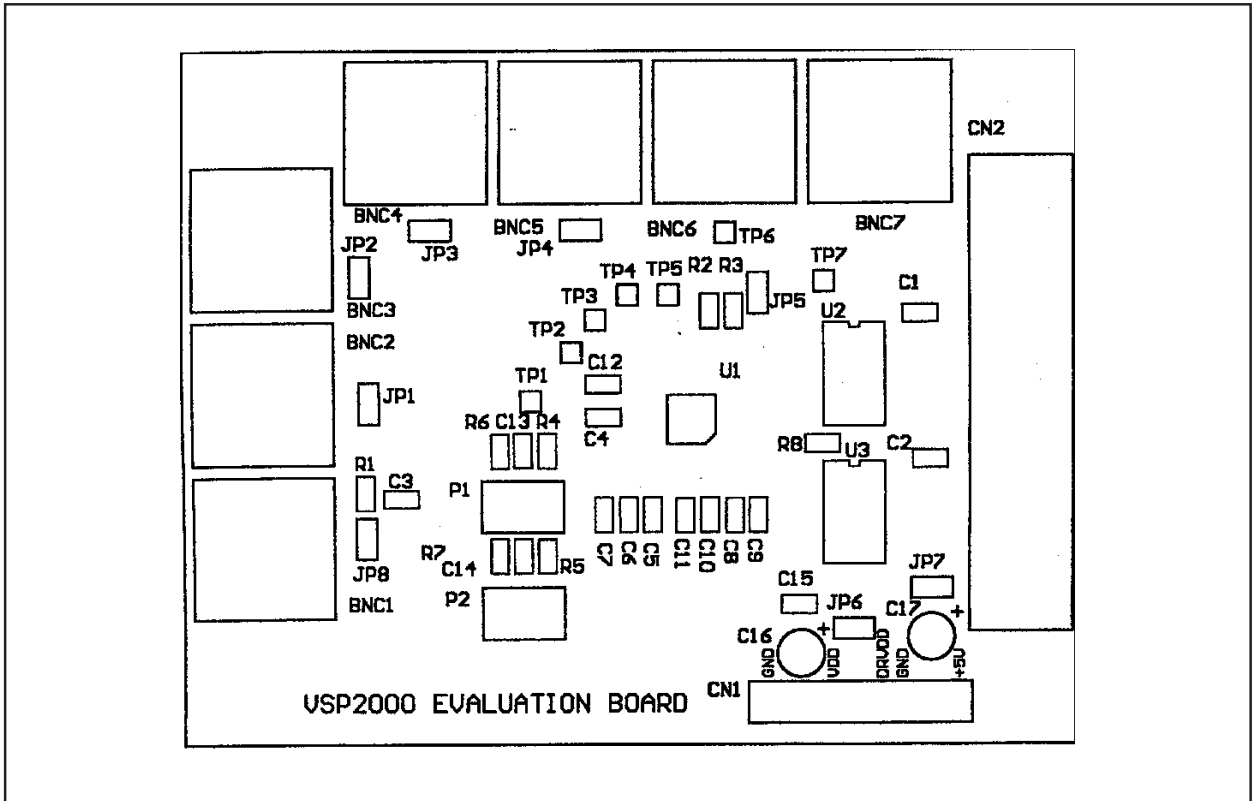 CN2
BNC4
BNC5
BNC6
BNC7
JP2
JP3
JP4
TP6
TP4
TP5
R2
R3
TP7
C1
BNC3
TP3
JP5
U2
BNC2
TP2
C12
U1
TP1
JP1
R6
C13
R4
C4
R8
U3
C2
R1
C3
P1
C7
C6
C5
C11
C10
C8
C9
R7
C14
R5
JP8
JP7
P2
BNC1
C15
JP6
C17
+
C16
+
GND
VDD
DRVDD
GND
+5V
CN1
VSP2000 EVALUATION BOARD